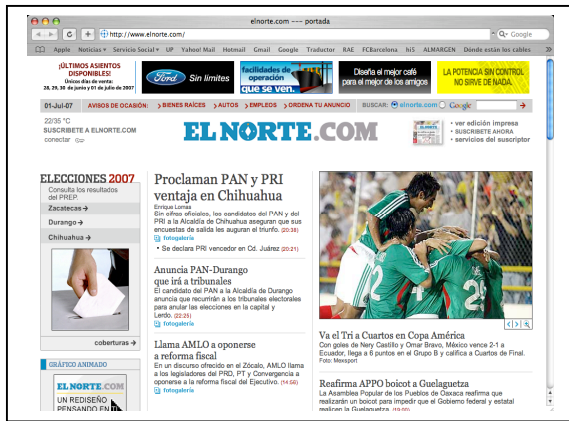 elnorte.com --- portada
http://www.elnorte.com/
Google
Apple Noticias Servicio Social UP Yahoo! Mail Hotmail Gmail Google Traductor RAE FCBarcelona hi5 ALMARGEN Dónde están los cables
¡ÚLTIMOS ASIENTOS
DISPONIBLES!
Únicos días de venta:
28, 29, 30 de junio y 01 de julio de 2007
Ford Sin límites
facilidades de
operación
que se ven.
Diseña el mejor café
para el mejor de los amigos
LA POTENCIA SIN CONTROL
NO SIRVE DE NADA.
01-Jul-07 AVISOS DE OCASIÓN: BIENES RAÍCES AUTOS EMPLEOS ORDENA TU ANUNCIO BUSCAR: elnorte.com Google
22/35 °C
SUSCRIBETE A ELNORTE.COM
conectar
EL NORTE.COM
• ver edición impresa
• SUSCRIBETE AHORA
• servicios del suscriptor
ELECCIONES 2007
Consulta los resultados
del PREP.
Zacatecas
Durango
Chihuahua
coberturas
GRÁFICO ANIMADO
EL NORTE.COM
UN REDISEÑO
PENSANDO EN
Proclaman PAN y PRI
ventaja en Chihuahua
Enrique Lomas
Sin cifras oficiales, los candidatos del PAN y del
PRI a la Alcaldía de Chihuahua aseguran que sus
encuestas de salida les auguran el triunfo. (20:38)
fotogalería
• Se declara PRI vencedor en Cd. Juárez (20:21)
Anuncia PAN-Durango
que irá a tribunales
El candidato del PAN a la Alcaldía de Durango
anuncia que recurrirán a los tribunales electorales
para anular las elecciones en la capital y
Lerdo. (22:25)
fotogalería
Llama AMLO a oponerse
a reforma fiscal
En un discurso ofrecido en el Zócalo, AMLO llama
a los legisladores del PRD, PT y Convergencia a
oponerse a la reforma fiscal del Ejecutivo. (14:56)
fotogalería
29
22
Va el Tri a Cuartos en Copa América
Con goles de Nery Castillo y Omar Bravo, México vence 2-1 a
Ecuador, llega a 6 puntos en el Grupo B y califica a Cuartos de Final.
Foto: Mexsport
Reafirma APPO boicot a Guelaguetza
La Asamblea Popular de los Pueblos de Oaxaca reafirma que
realizarán un boicot para impedir que el Gobierno federal y estatal
realicen la Guelaguetza. (19:00)